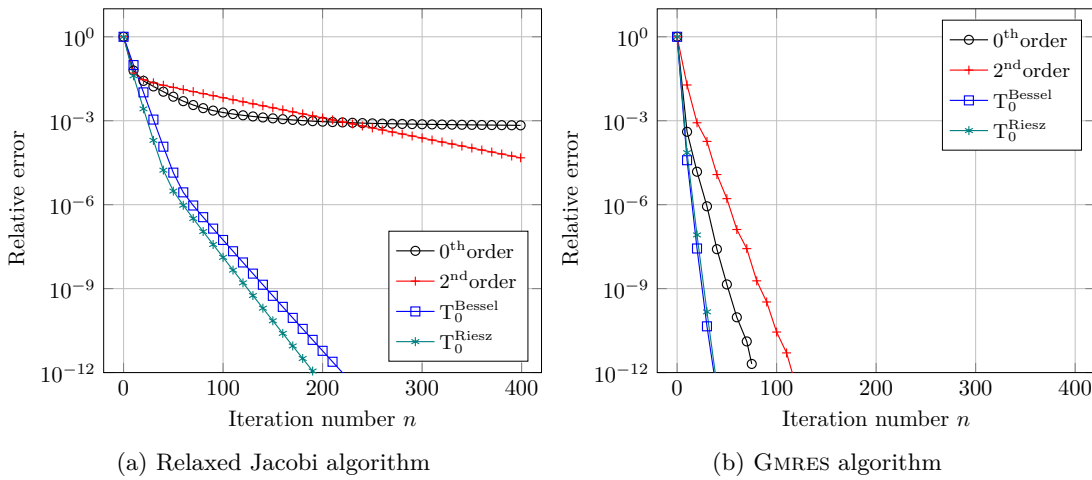 10^0
10^−3
10^−6
10^−9
10^−12
Relative error
0 100 200 300 400
Iteration number n
0^th order
2^nd order
T_0^Bessel
T_0^Riesz
(a) Relaxed Jacobi algorithm
10^0
10^−3
10^−6
10^−9
10^−12
Relative error
0 100 200 300 400
Iteration number n
0^th order
2^nd order
T_0^Bessel
T_0^Riesz
(b) GMRES algorithm